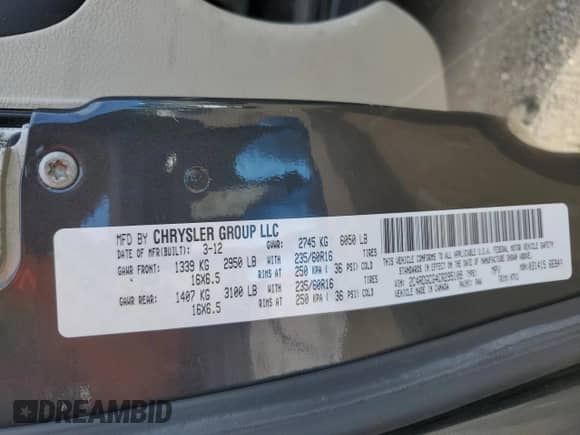 MFD BY CHRYSLER GROUP LLC
DATE OF MFR(BUILT): 3-12 GVWR: 2745 KG 6050 LB
GAWR FRONT: 1339 KG 2950 LB WITH 235/60R16 TIRES
16X6.5 RIMS AT 250 KPA ( 36 PSI) COLD
GAWR REAR: 1407 KG 3100 LB WITH 235/60R16 TIRES
16X6.5 RIMS AT 250 KPA ( 36 PSI) COLD
THIS VEHICLE CONFORMS TO ALL APPLICABLE U.S.A. FEDERAL MOTOR VEHICLE SAFETY
STANDARDS IN EFFECT ON THE DATE OF MANUFACTURE SHOWN ABOVE.
VIN: TYPE: MPV
MADE IN CANADA PAINT:
DREAMBID